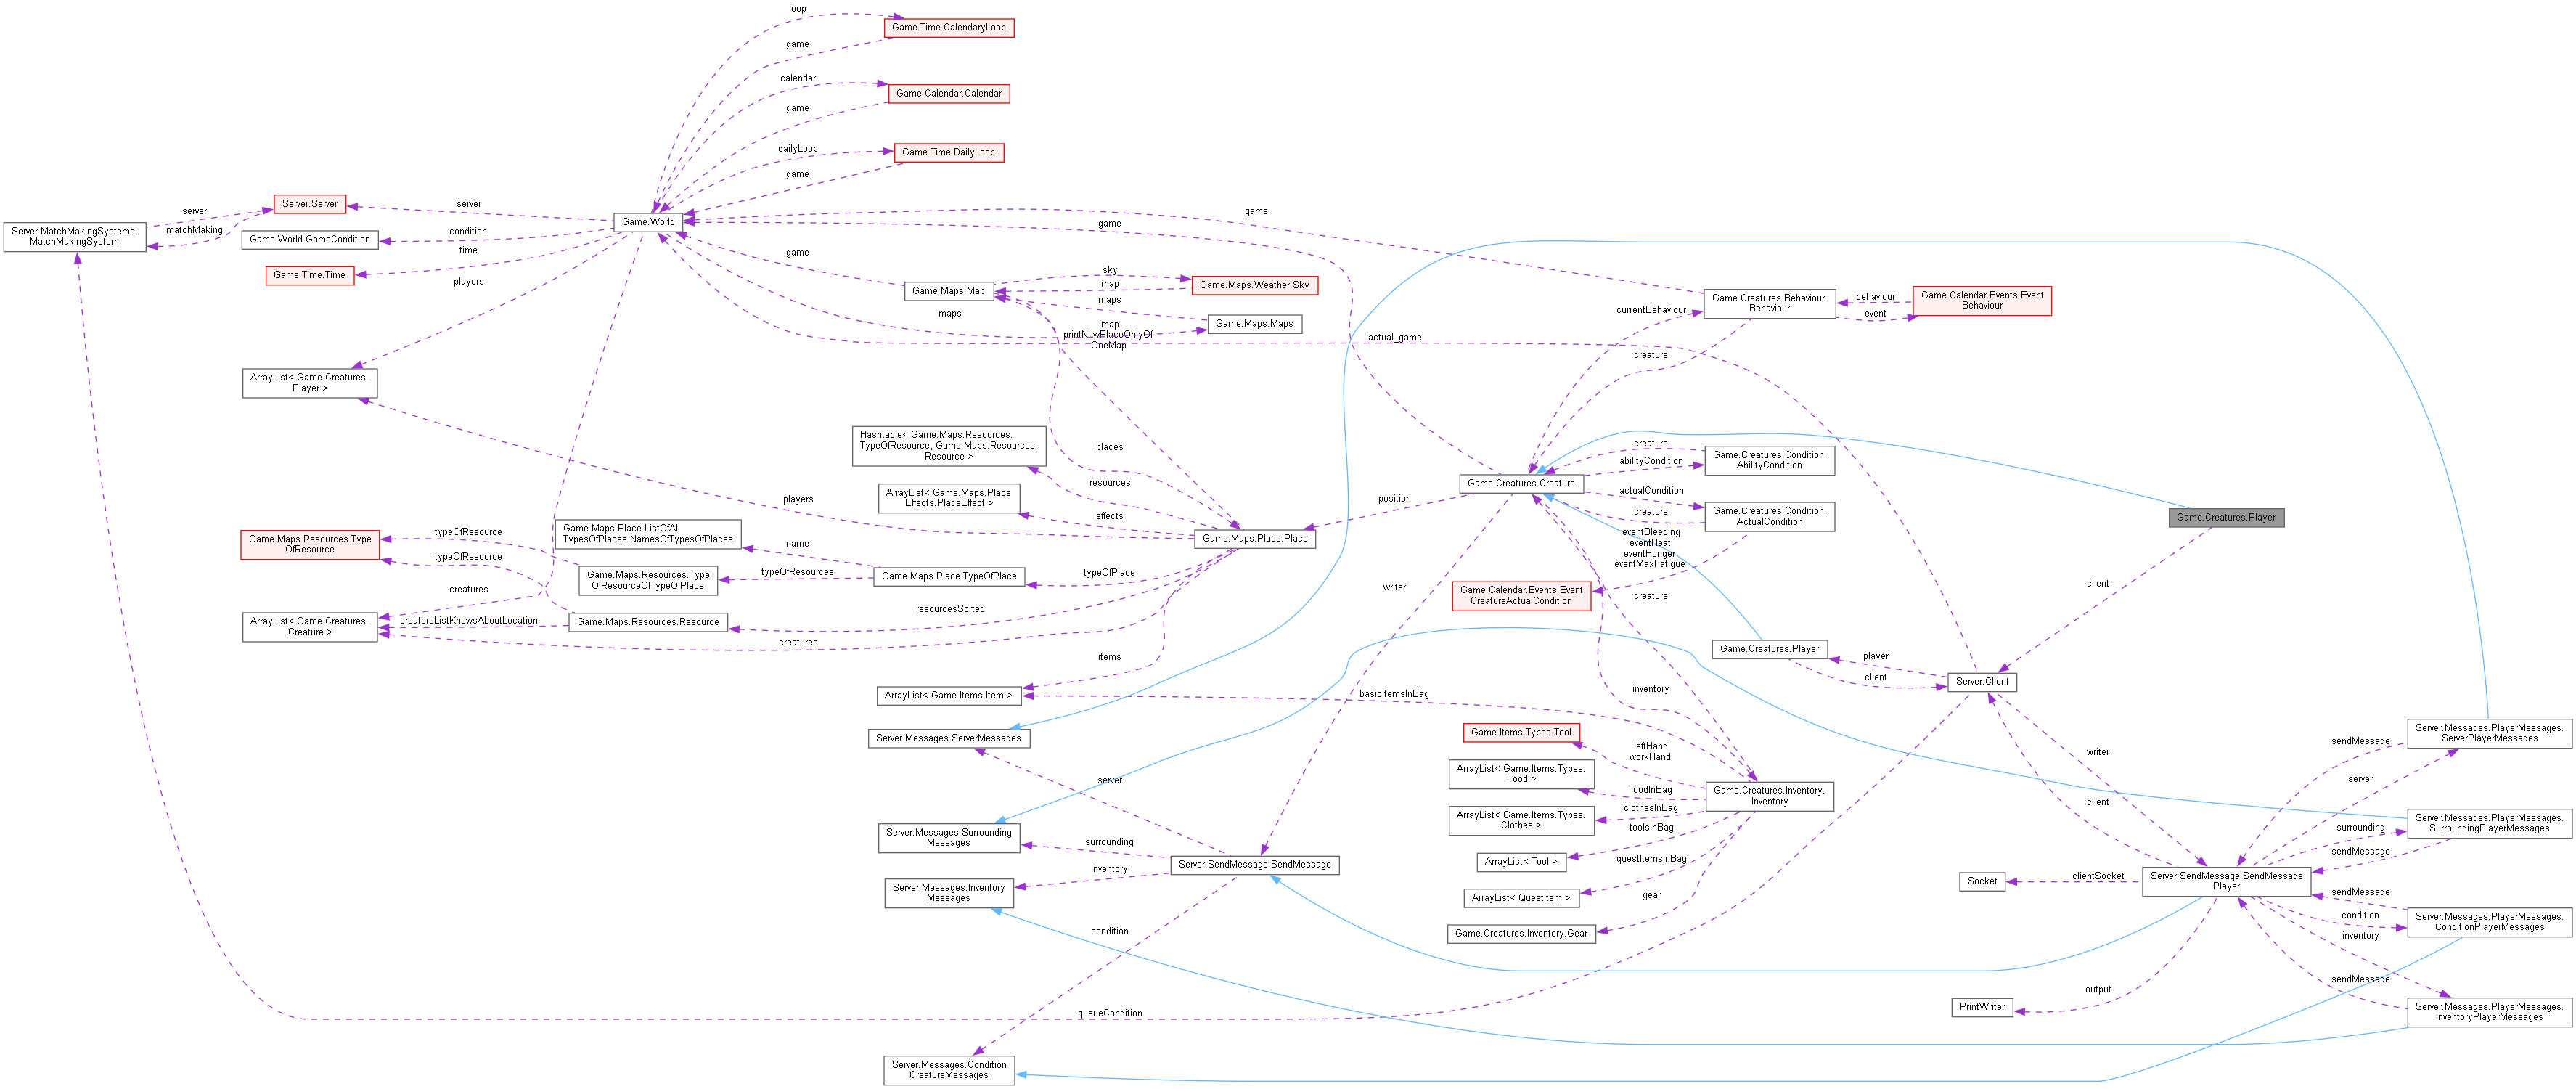 loop
Game.Time.CalendaryLoop
game
calendar
Game.Calendar.Calendar
game
dailyLoop
Game.Time.DailyLoop
game
server
Server.Server
server
matchMaking
Server.MatchMakingSystems.
MatchMakingSystem
Game.World
condition
Game.World.GameCondition
time
Game.Time.Time
players
game
game
game
Game.Maps.Map
sky
map
maps
Game.Maps.Weather.Sky
Game.Maps.Maps
maps
map
printNewPlaceOnlyOf
OneMap
actual_game
currentBehaviour
Game.Creatures.Behaviour.
Behaviour
behaviour
event
Game.Calendar.Events.Event
Behaviour
creature
ArrayList< Game.Creatures.
Player >
Hashtable< Game.Maps.Resources.
TypeOfResource, Game.Maps.Resources.
Resource >
places
resources
ArrayList< Game.Maps.Place
Effects.PlaceEffect >
effects
players
Game.Creatures.Creature
position
creature
abilityCondition
Game.Creatures.Condition.
AbilityCondition
actualCondition
creature
Game.Creatures.Condition.
ActualCondition
Game.Creatures.Player
Game.Maps.Place.ListOfAll
TypesOfPlaces.NamesOfTypesOfPlaces
name
Game.Maps.Place.Place
typeOfResource
Game.Maps.Resources.Type
OfResource
typeOfResource
Game.Maps.Resources.Type
OfResourceOfTypeOfPlace
typeOfResources
Game.Maps.Place.TypeOfPlace
typeOfPlace
eventBleeding
eventHeat
eventHunger
eventMaxFatigue
Game.Calendar.Events.Event
CreatureActualCondition
creature
writer
client
creatures
resourcesSorted
ArrayList< Game.Creatures.
Creature >
creatureListKnowsAboutLocation
Game.Maps.Resources.Resource
creatures
items
Game.Creatures.Player
player
client
Server.Client
ArrayList< Game.Items.Item >
basicItemsInBag
inventory
Server.Messages.ServerMessages
Game.Items.Types.Tool
leftHand
workHand
ArrayList< Game.Items.Types.
Food >
foodInBag
Game.Creatures.Inventory.
Inventory
ArrayList< Game.Items.Types.
Clothes >
clothesInBag
toolsInBag
ArrayList< Tool >
questItemsInBag
ArrayList< QuestItem >
gear
Game.Creatures.Inventory.Gear
server
Server.Messages.Surrounding
Messages
surrounding
Server.SendMessage.SendMessage
inventory
Server.Messages.Inventory
Messages
condition
queueCondition
Server.Messages.Condition
CreatureMessages
writer
client
Server.Messages.PlayerMessages.
ServerPlayerMessages
sendMessage
server
Server.Messages.PlayerMessages.
SurroundingPlayerMessages
surrounding
sendMessage
Socket
clientSocket
Server.SendMessage.SendMessage
Player
sendMessage
condition
Server.Messages.PlayerMessages.
ConditionPlayerMessages
inventory
sendMessage
PrintWriter
output
Server.Messages.PlayerMessages.
InventoryPlayerMessages